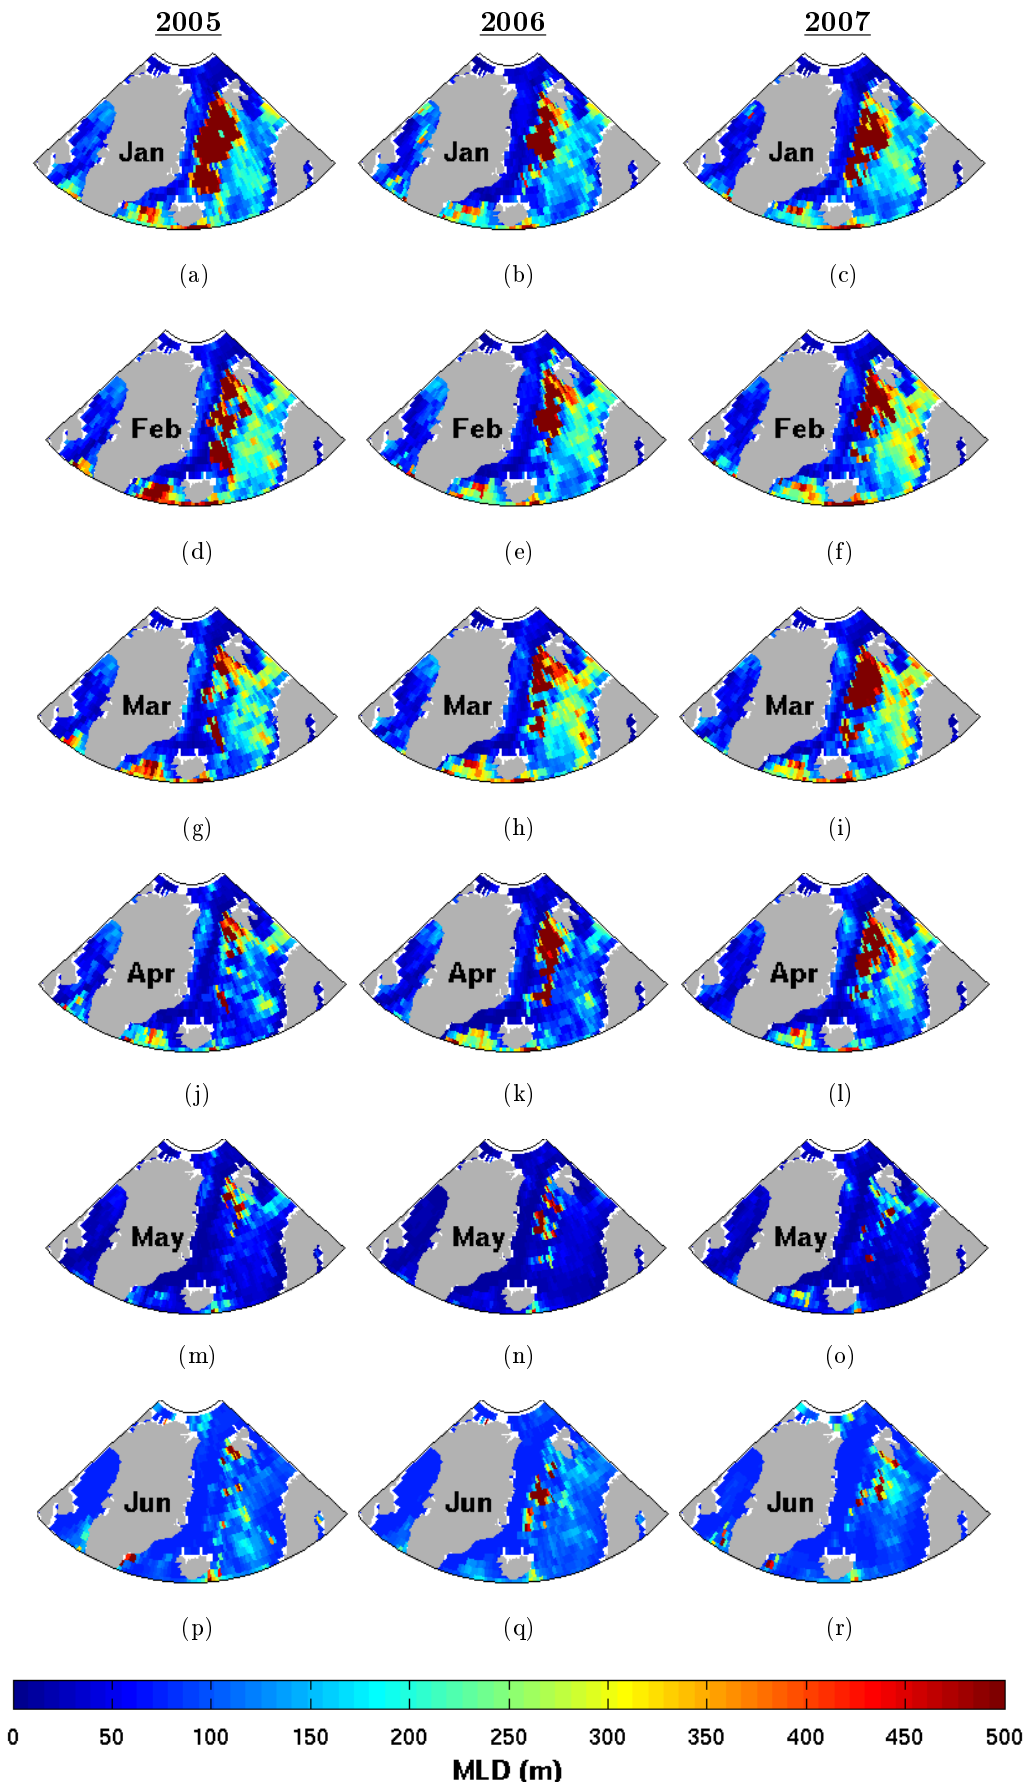 2005 2006 2007
Jan Jan Jan
(a) (b) (c)
Feb Feb Feb
(d) (e) (f)
Mar Mar Mar
(g) (h) (i)
Apr Apr Apr
(j) (k) (l)
May May May
(m) (n) (o)
Jun Jun Jun
(p) (q) (r)
0 50 100 150 200 250 300 350 400 450 500
MLD (m)